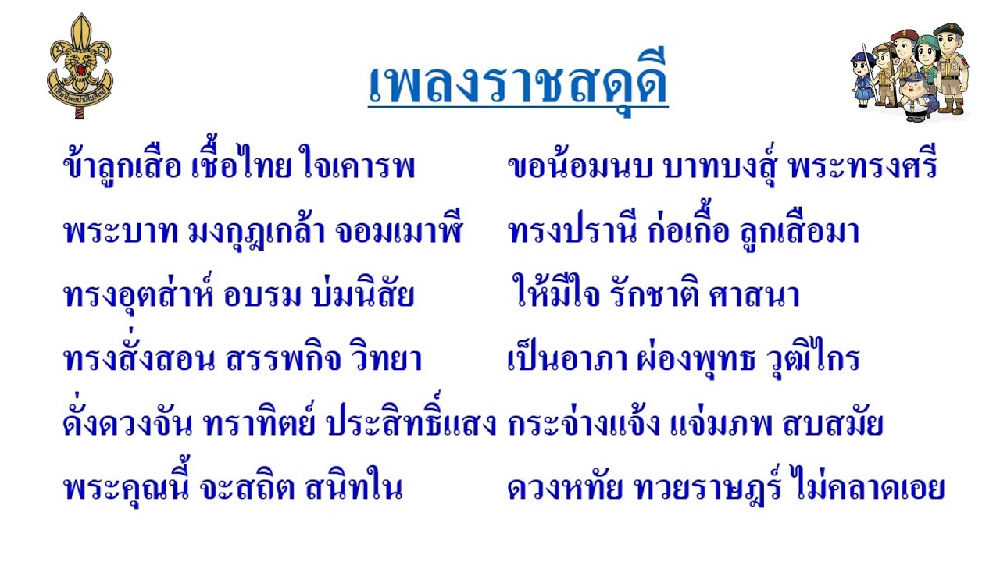 เพลงราชสดุดี
ข้าลูกเสือ เชื้อไทย ใจเคารพ ขอน้อมนบ บาทบงสุ์ พระทรงศรี
พระบาท มงกุฎเกล้า จอมเมาฬี ทรงปรานี ก่อเกื้อ ลูกเสือมา
ทรงอุตส่าห์ อบรม บ่มนิสัย ให้มีใจ รักชาติ ศาสนา
ทรงสั่งสอน สรรพกิจ วิทยา เป็นอาภา ผ่องพุทธ วุฒิไกร
ดั่งดวงจัน ทราทิตย์ ประสิทธิ์แสง กระจ่างแจ้ง แจ่มภพ สบสมัย
พระคุณนี้ จะสถิต สนิทใน ดวงหทัย ทวยราษฎร์ ไม่คลาดเอย
เสียชีพอย่าเสียสัตย์